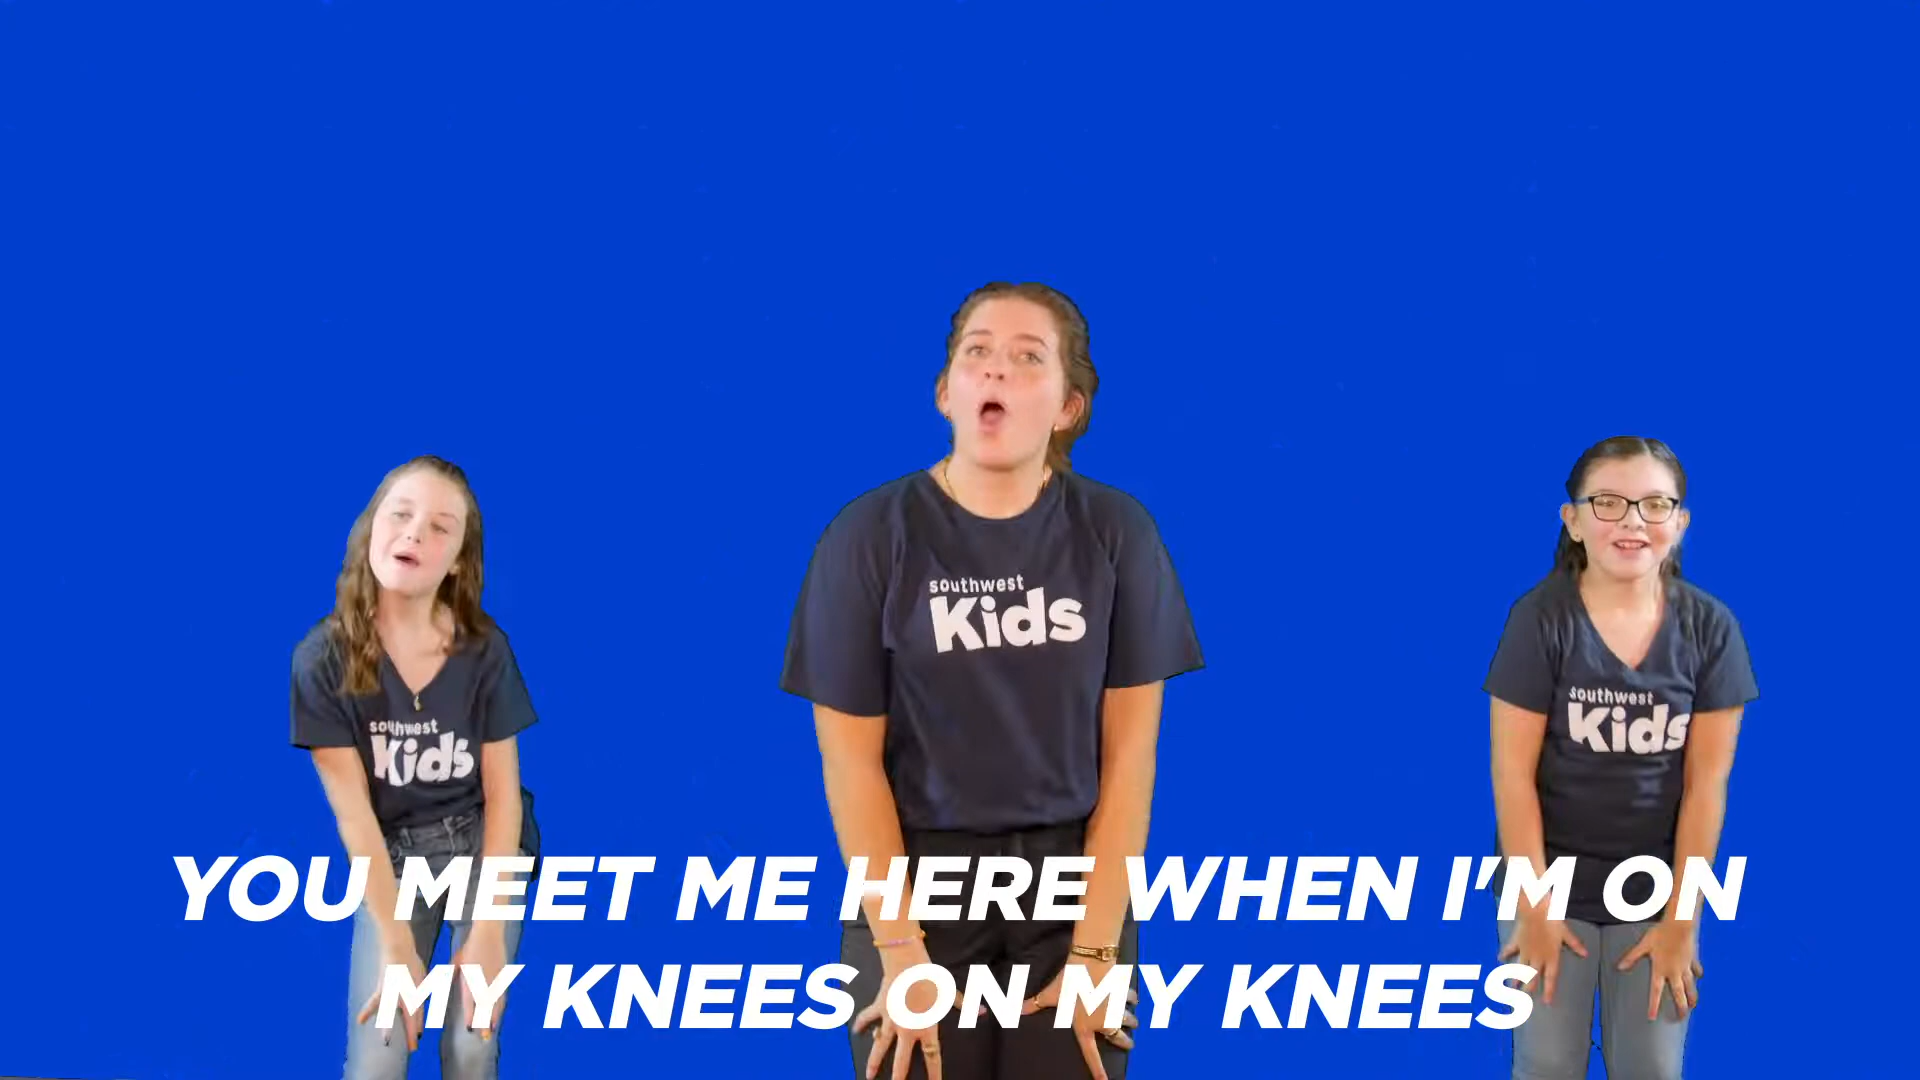 southwest
Kids
southwest
Kids
southwest
Kids
YOU MEET ME HERE WHEN I'M ON
MY KNEES ON MY KNEES